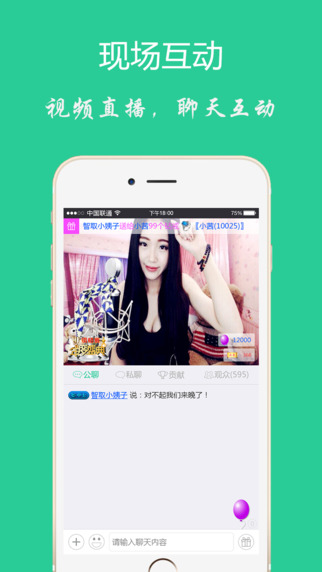 现场互动
视频直播，聊天互动
中国联通
下午18:00
75%
智取小姨子送给小茜99个 〖小茜(10025)〗
12000
公聊 私聊 贡献 观众(595)
智取小姨子 说：对不起我们来晚了！
请输入聊天内容